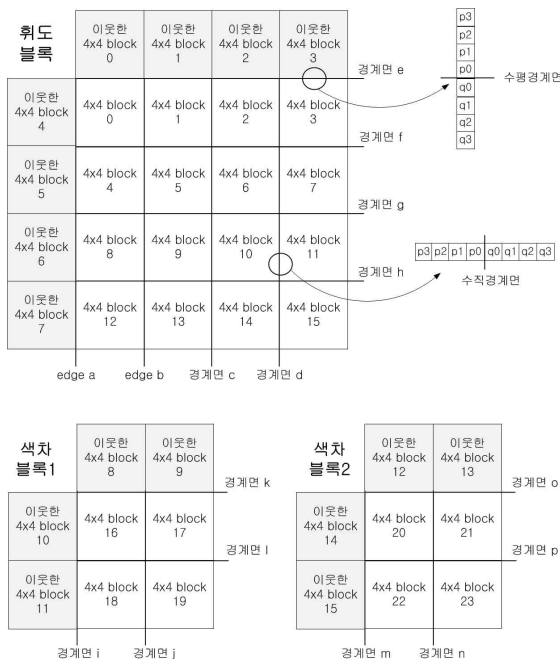 휘도
블록
이웃한
4x4 block
0
이웃한
4x4 block
1
이웃한
4x4 block
2
이웃한
4x4 block
3
경계면 e
이웃한
4x4 block
4
4x4 block
0
4x4 block
1
4x4 block
2
4x4 block
3
경계면 f
이웃한
4x4 block
5
4x4 block
4
4x4 block
5
4x4 block
6
4x4 block
7
경계면 g
이웃한
4x4 block
6
4x4 block
8
4x4 block
9
4x4 block
10
4x4 block
11
경계면 h
이웃한
4x4 block
7
4x4 block
12
4x4 block
13
4x4 block
14
4x4 block
15
edge a
edge b
경계면 c
경계면 d
p3
p2
p1
p0
수평경계면
q0
q1
q2
q3
p3 p2 p1 p0 q0 q1 q2 q3
수직경계면
색차
블록1
이웃한
4x4 block
8
이웃한
4x4 block
9
경계면 k
이웃한
4x4 block
10
4x4 block
16
4x4 block
17
경계면 l
이웃한
4x4 block
11
4x4 block
18
4x4 block
19
경계면 i
경계면 j
색차
블록2
이웃한
4x4 block
12
이웃한
4x4 block
13
경계면 o
이웃한
4x4 block
14
4x4 block
20
4x4 block
21
경계면 p
이웃한
4x4 block
15
4x4 block
22
4x4 block
23
경계면 m
경계면 n